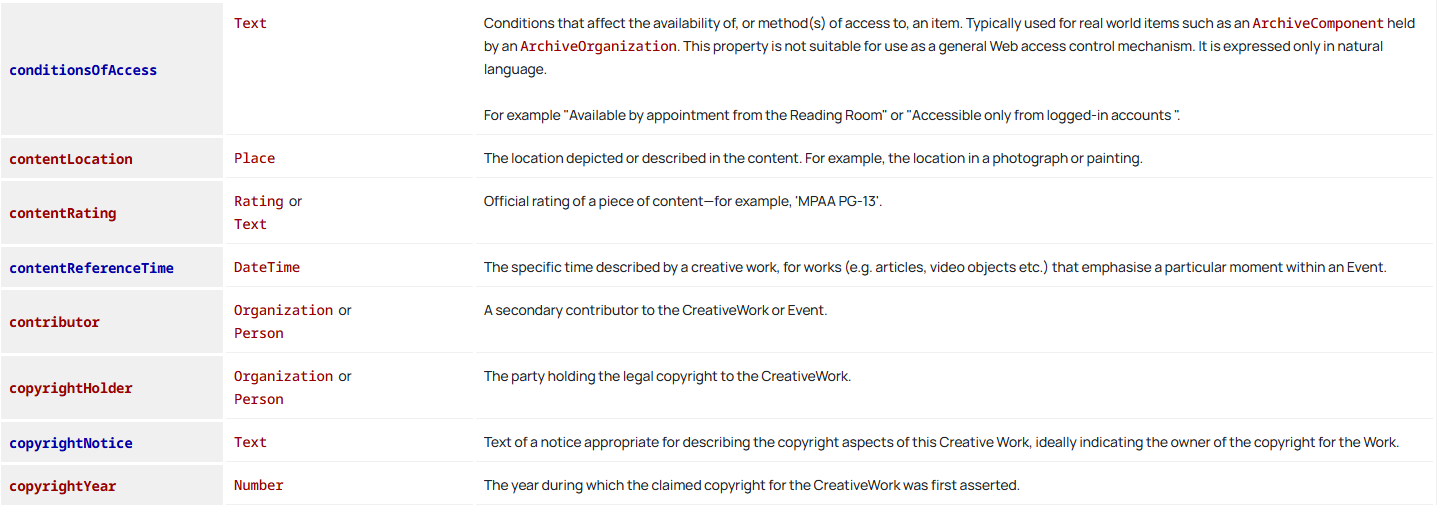 conditionsOfAccess
Text
Conditions that affect the availability of, or method(s) of access to, an item. Typically used for real world items such as an ArchiveComponent held
by an ArchiveOrganization. This property is not suitable for use as a general Web access control mechanism. It is expressed only in natural
language.
For example "Available by appointment from the Reading Room" or "Accessible only from logged-in accounts ".
contentLocation
Place
The location depicted or described in the content. For example, the location in a photograph or painting.
contentRating
Rating or
Text
Official rating of a piece of content—for example, 'MPAA PG-13'.
contentReferenceTime
DateTime
The specific time described by a creative work, for works (e.g. articles, video objects etc.) that emphasise a particular moment within an Event.
contributor
Organization or
Person
A secondary contributor to the CreativeWork or Event.
copyrightHolder
Organization or
Person
The party holding the legal copyright to the CreativeWork.
copyrightNotice
Text
Text of a notice appropriate for describing the copyright aspects of this Creative Work, ideally indicating the owner of the copyright for the Work.
copyrightYear
Number
The year during which the claimed copyright for the CreativeWork was first asserted.